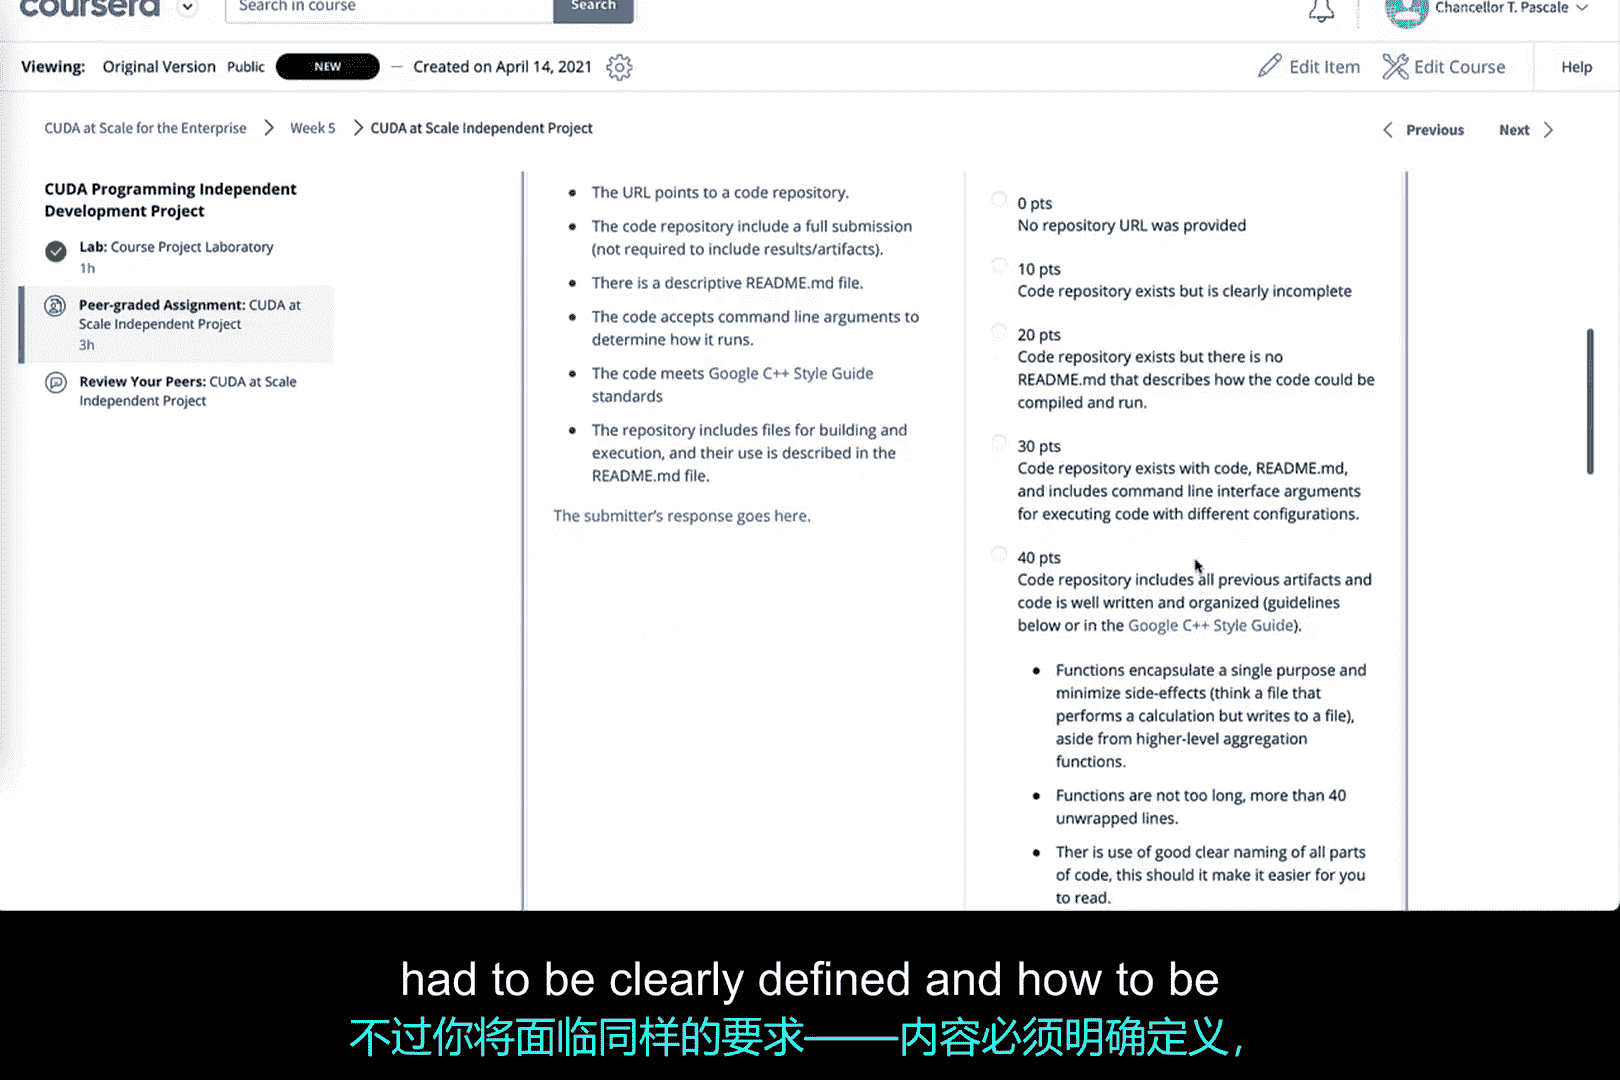 coursera
Search in course
Search
Chancellor T. Pascale
Viewing:
Original Version
Public
NEW
Created on April 14, 2021
Edit Item
Edit Course
Help
CUDA at Scale for the Enterprise
Week 5
CUDA at Scale Independent Project
Previous
Next
CUDA Programming Independent
Development Project
Lab: Course Project Laboratory
1h
Peer-graded Assignment: CUDA at
Scale Independent Project
3h
Review Your Peers: CUDA at Scale
Independent Project
• The URL points to a code repository.
• The code repository include a full submission
(not required to include results/artifacts).
• There is a descriptive README.md file.
• The code accepts command line arguments to
determine how it runs.
• The code meets Google C++ Style Guide
standards
• The repository includes files for building and
execution, and their use is described in the
README.md file.
The submitter's response goes here.
0 pts
No repository URL was provided
10 pts
Code repository exists but is clearly incomplete
20 pts
Code repository exists but there is no
README.md that describes how the code could be
compiled and run.
30 pts
Code repository exists with code, README.md,
and includes command line interface arguments
for executing code with different configurations.
40 pts
Code repository includes all previous artifacts and
code is well written and organized (guidelines
below or in the Google C++ Style Guide).
• Functions encapsulate a single purpose and
minimize side-effects (think a file that
performs a calculation but writes to a file),
aside from higher-level aggregation
functions.
• Functions are not too long, more than 40
unwrapped lines.
• Ther is use of good clear naming of all parts
of code, this should it make it easier for you
to read.
had to be clearly defined and how to be
不过你将面临同样的要求——内容必须明确定义，